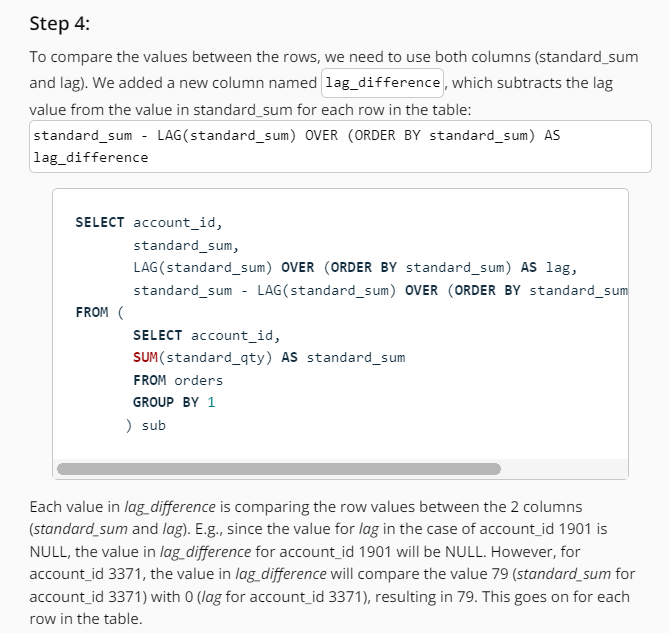 Step 4:
To compare the values between the rows, we need to use both columns (standard_sum
and lag). We added a new column named lag_difference, which subtracts the lag
value from the value in standard_sum for each row in the table:
standard_sum - LAG(standard_sum) OVER (ORDER BY standard_sum) AS
lag_difference
SELECT account_id,
standard_sum,
LAG(standard_sum) OVER (ORDER BY standard_sum) AS lag,
standard_sum - LAG(standard_sum) OVER (ORDER BY standard_sum
FROM (
SELECT account_id,
SUM(standard_qty) AS standard_sum
FROM orders
GROUP BY 1
) sub
Each value in lag_difference is comparing the row values between the 2 columns
(standard_sum and lag). E.g., since the value for lag in the case of account_id 1901 is
NULL, the value in lag_difference for account_id 1901 will be NULL. However, for
account_id 3371, the value in lag_difference will compare the value 79 (standard_sum for
account_id 3371) with 0 (lag for account_id 3371), resulting in 79. This goes on for each
row in the table.